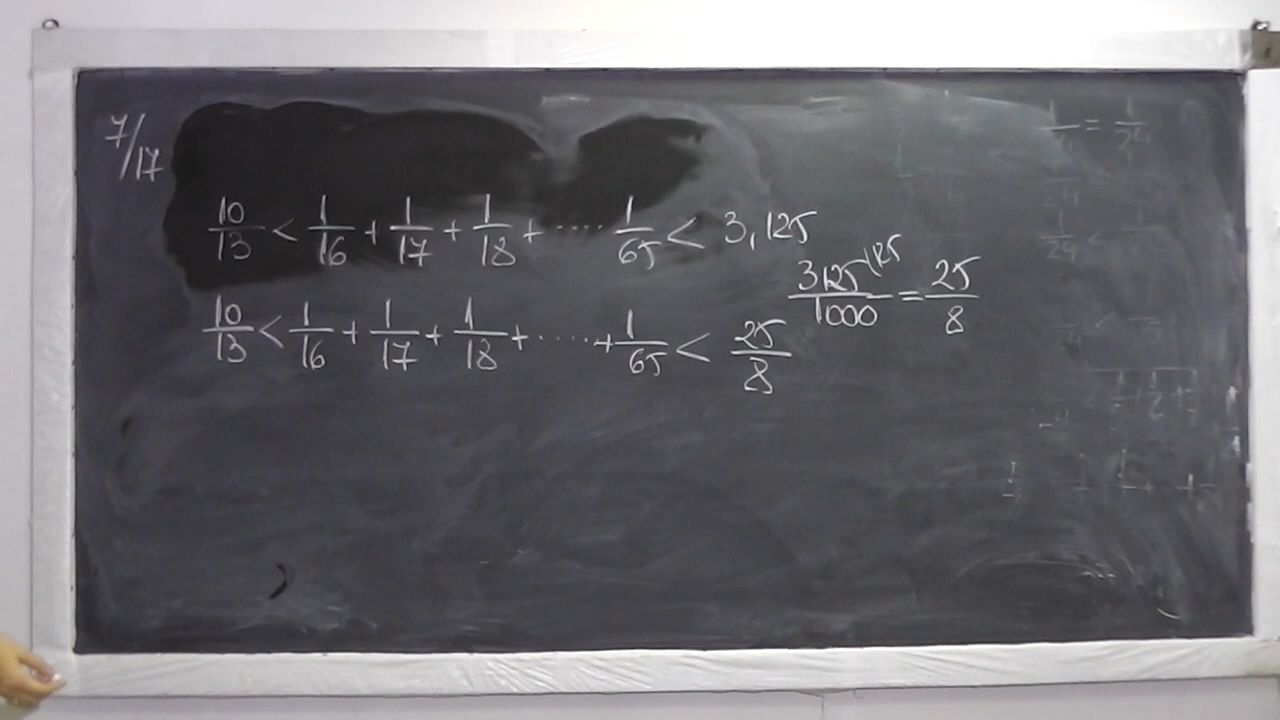 7/17
10/13 < 1/16 + 1/17 + 1/18 + ..... 1/65 < 3,125
3125/1000 (125 = 25/8
10/13 < 1/16 + 1/17 + 1/18 + ..... + 1/65 < 25/8